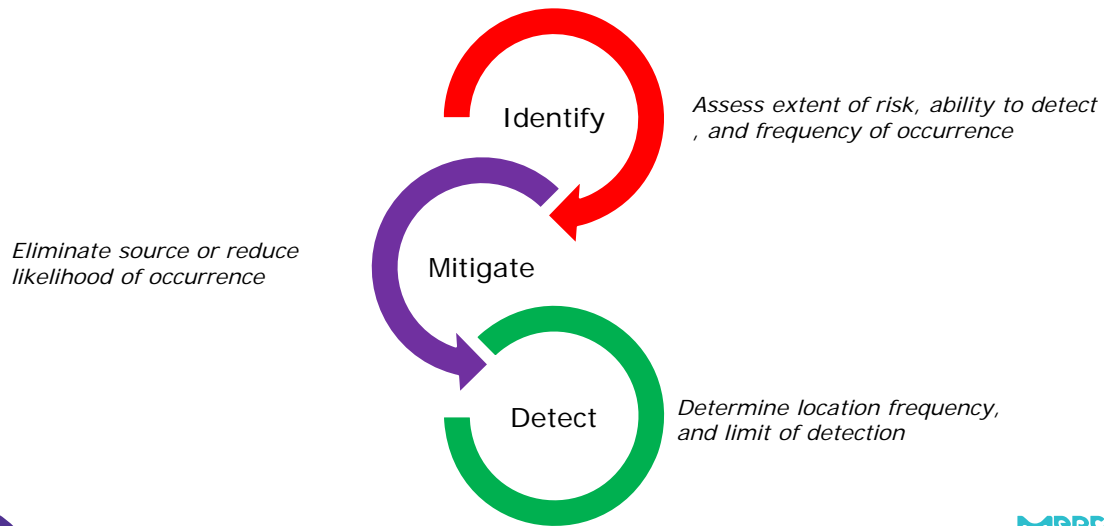 Identify
Assess extent of risk, ability to detect
, and frequency of occurrence
Eliminate source or reduce
likelihood of occurrence
Mitigate
Detect
Determine location frequency,
and limit of detection